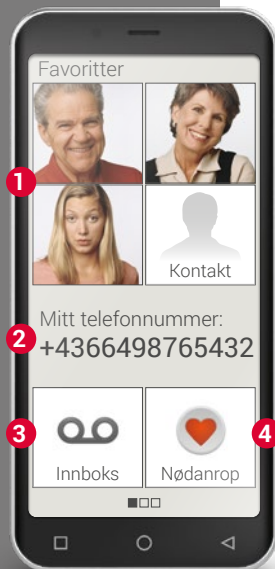 Favoritter
1
Kontakt
Mitt telefonnummer:
2
+4366498765432
3
4
Innboks
Nødanrop